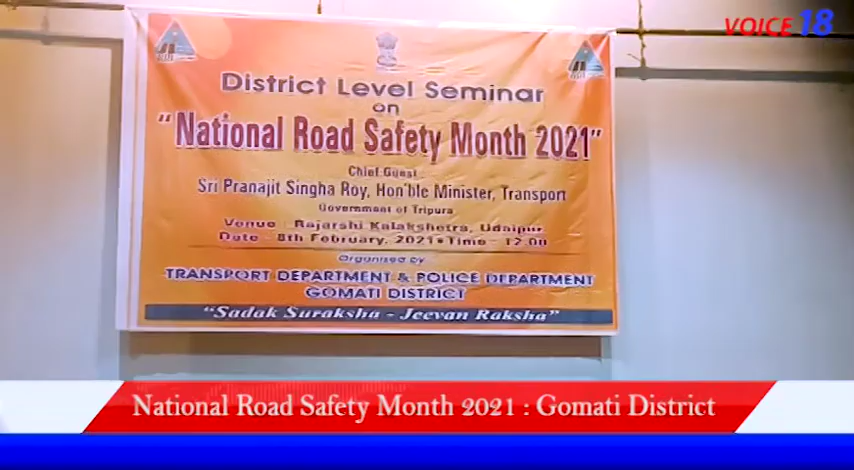 VOICE 18
District Level Seminar
on
"National Road Safety Month 2021"
Chief Guest
Sri Pranajit Singha Roy, Hon'ble Minister, Transport
Government of Tripura
Venue - Rajarshi Kalakshetra, Udaipur
Date - 8th February, 2021 • Time - 12.00
Organised by
TRANSPORT DEPARTMENT & POLICE DEPARTMENT
GOMATI DISTRICT
"Sadak Suraksha - Jeevan Raksha"
National Road Safety Month 2021 : Gomati District